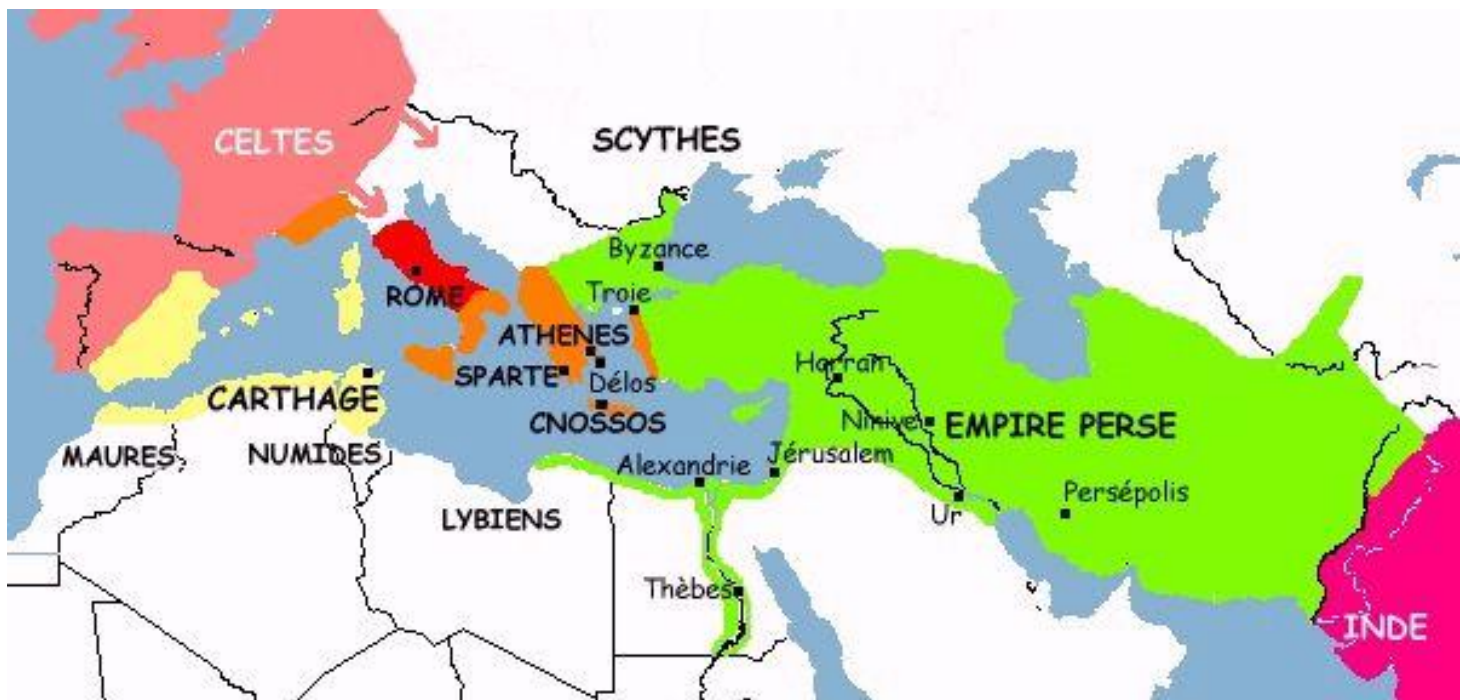 CELTES
SCYTHES
Byzance
ROME
Troie
ATHENES
SPARTE
Délos
Harran
CARTHAGE
CNOSSOS
Ninive
EMPIRE PERSE
MAURES
NUMIDES
Alexandrie
Jérusalem
LYBIENS
Ur
Persépolis
Thèbes
INDE